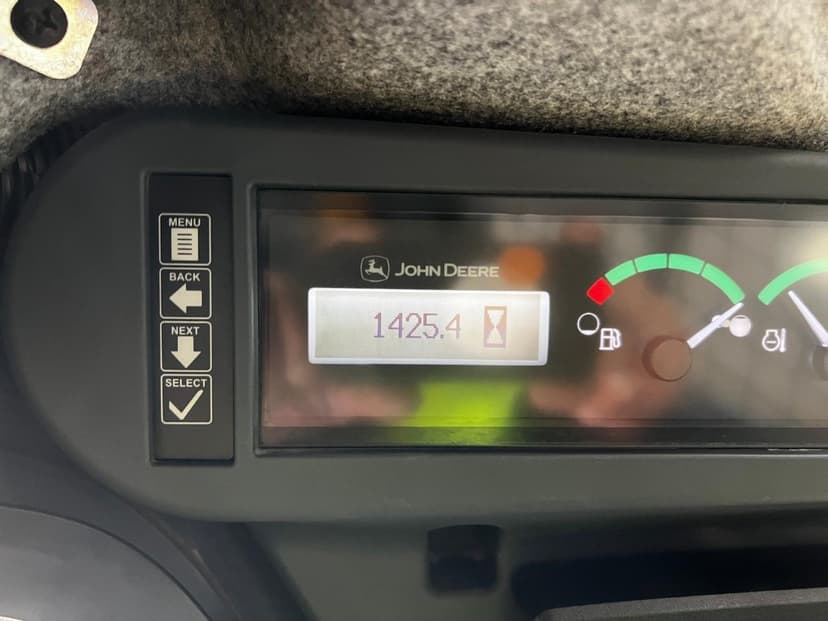 MENU
BACK
NEXT
SELECT
JOHN DEERE
1425.4